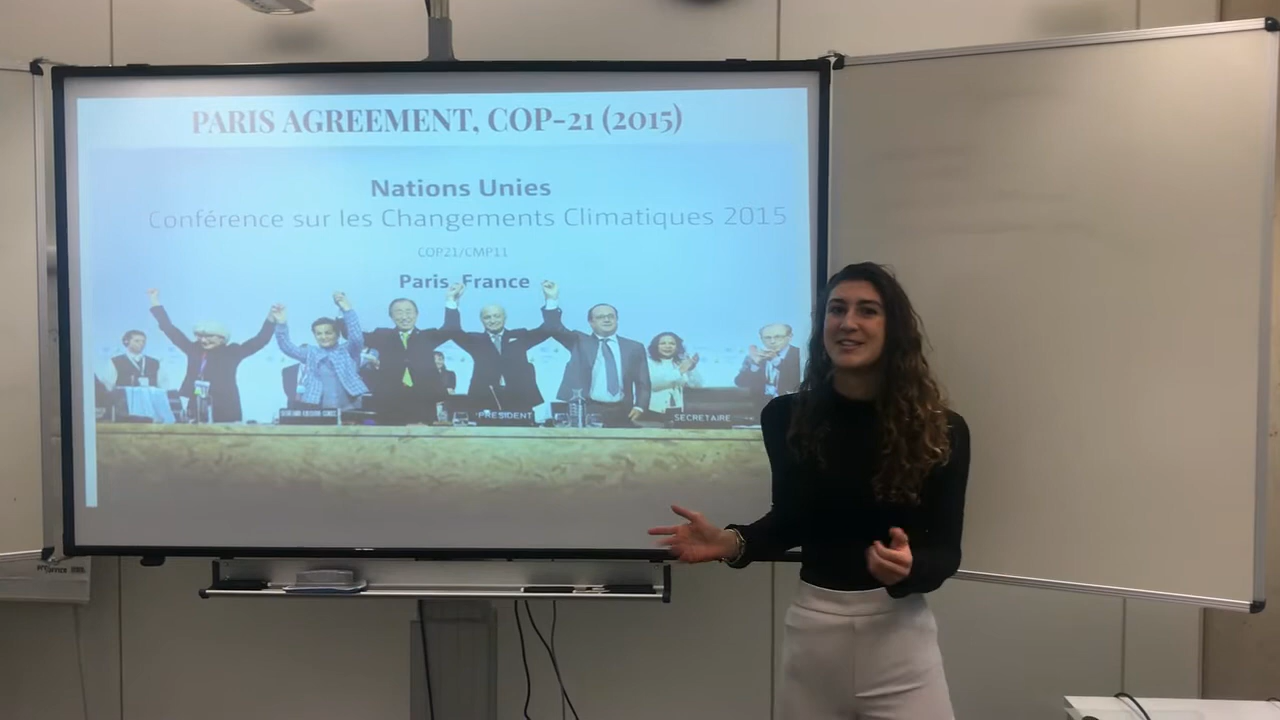 PARIS AGREEMENT, COP-21 (2015)
Nations Unies
Conférence sur les Changements Climatiques 2015
COP21/CMP11
Paris, France
PRESIDENT
SECRETAIRE